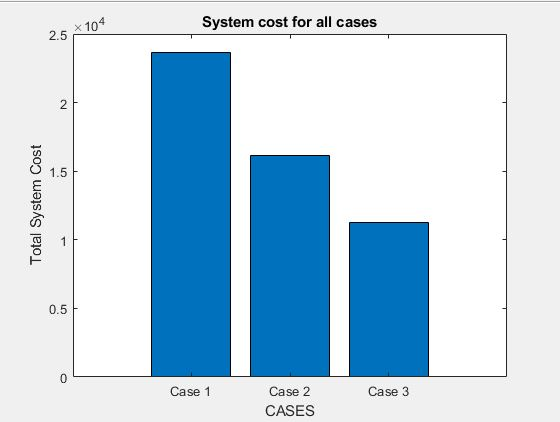 System cost for all cases
×10⁴
2.5
2
1.5
1
0.5
0
Total System Cost
Case 1 Case 2 Case 3
CASES